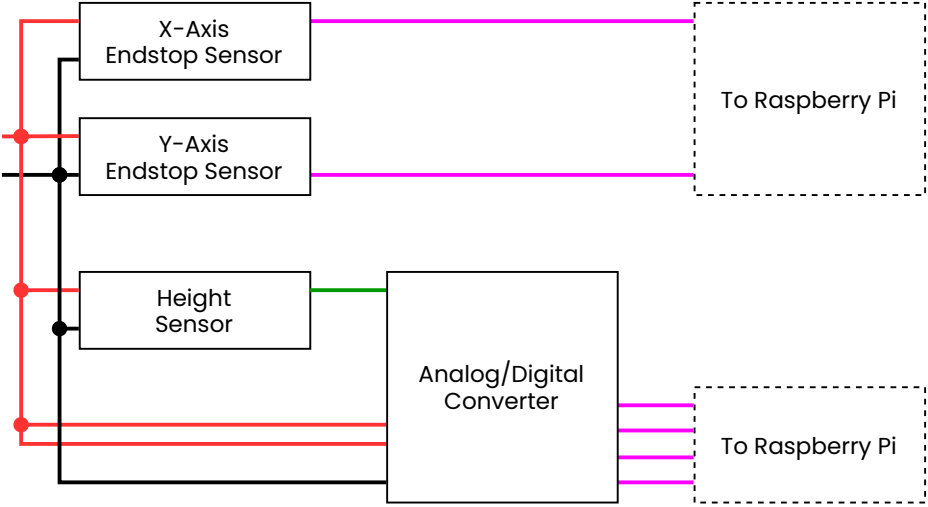 X-Axis
Endstop Sensor
To Raspberry Pi
Y-Axis
Endstop Sensor
Height
Sensor
Analog/Digital
Converter
To Raspberry Pi